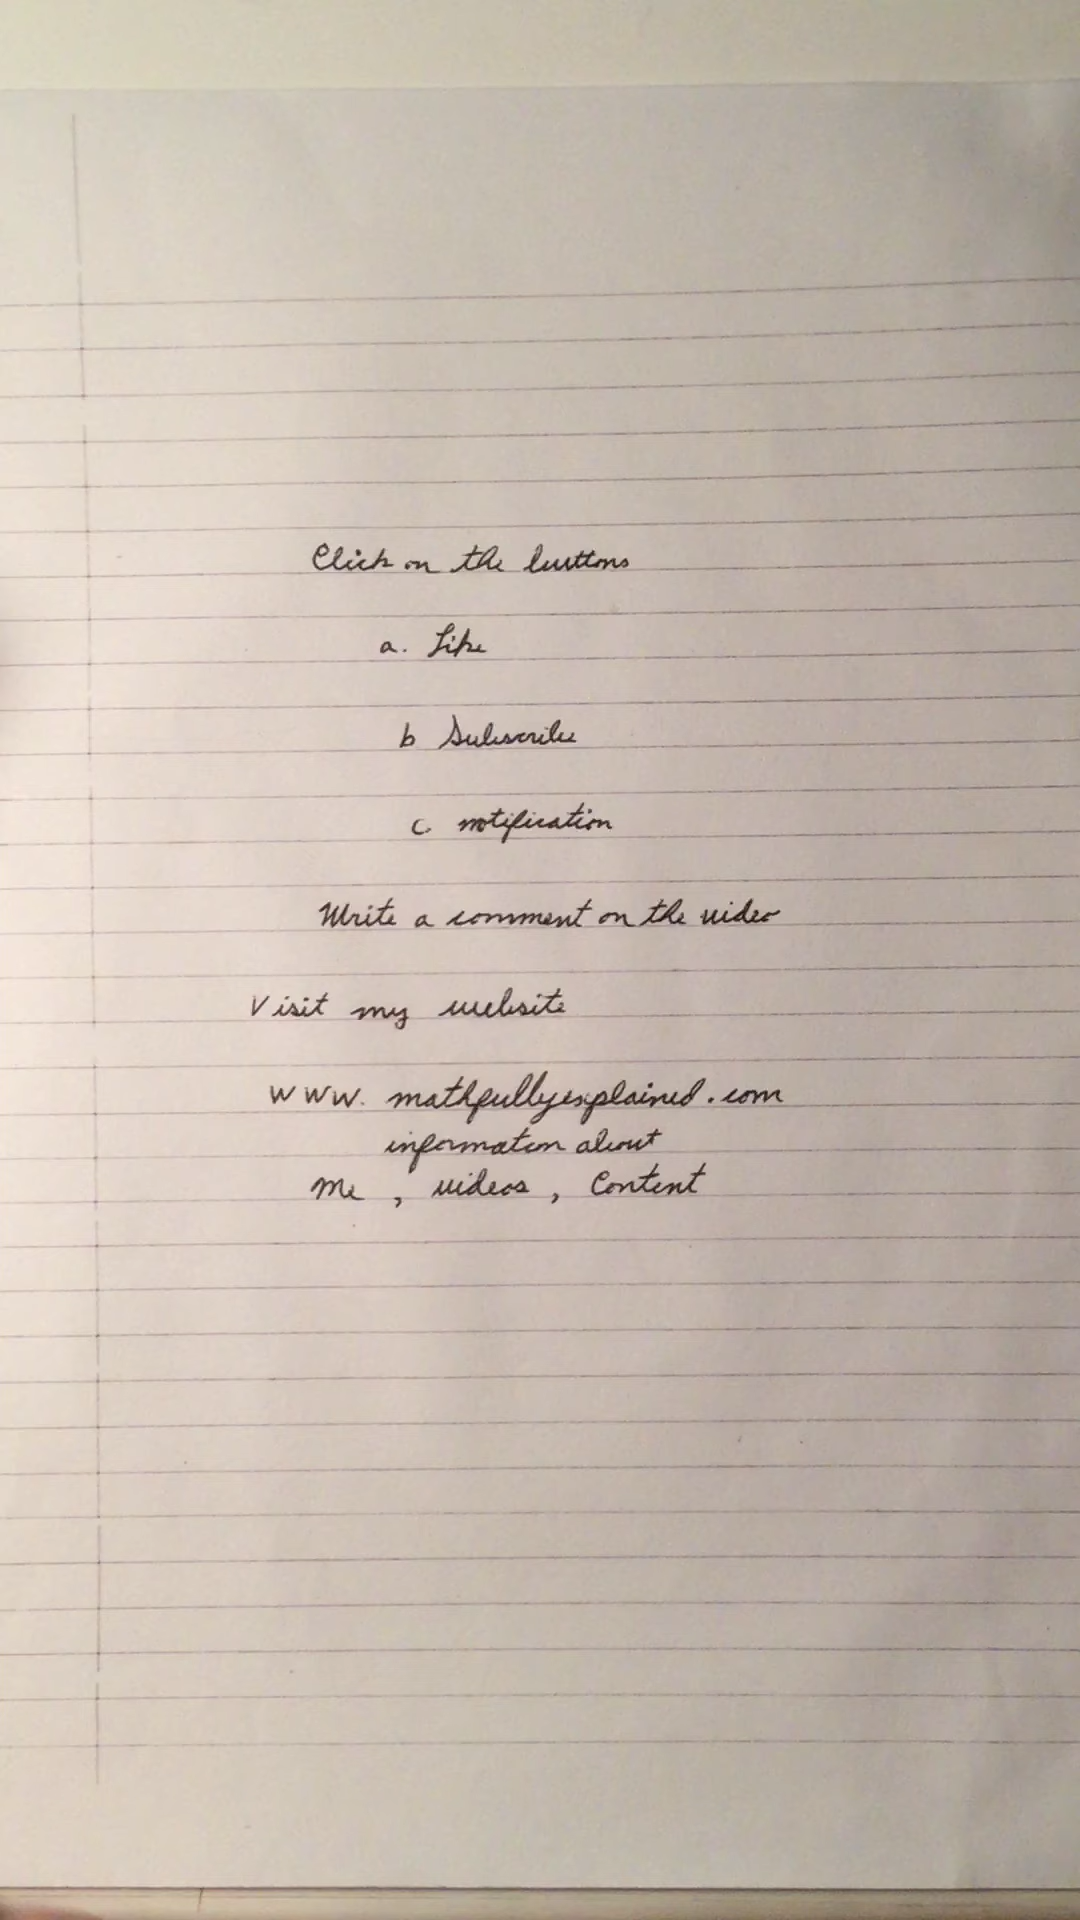 Click on the buttons
a. Like
b Subscribe
c. notification
Write a comment on the video
Visit my website
www. mathfullyexplained.com
information about
Me, videos, Content